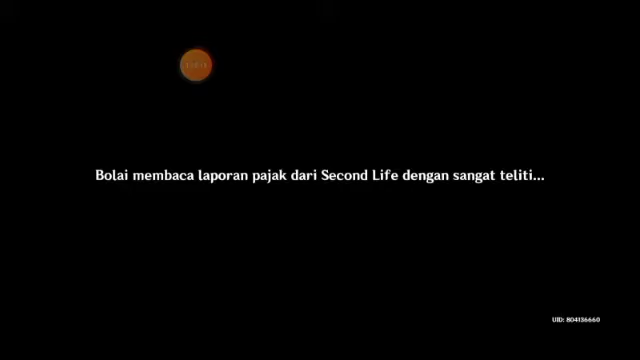 Bolai membaca laporan pajak dari Second Life dengan sangat teliti...
UID: 804136660